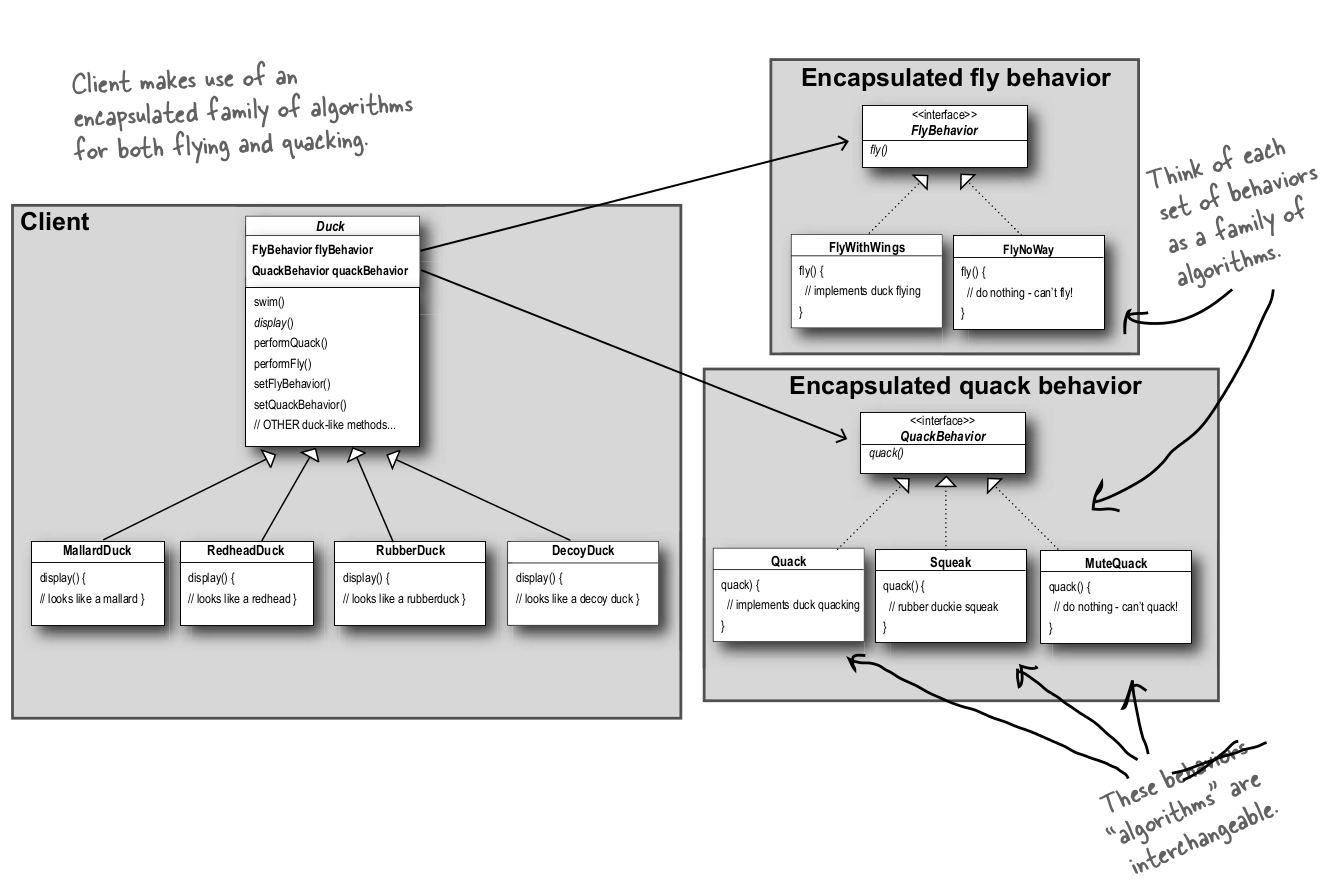 Client makes use of an
encapsulated family of algorithms
for both flying and quacking.
Client
Duck
FlyBehavior flyBehavior
QuackBehavior quackBehavior
swim()
display()
performQuack()
performFly()
setFlyBehavior()
setQuackBehavior()
// OTHER duck-like methods...
MallardDuck
display() {
// looks like a mallard }
RedheadDuck
display() {
// looks like a redhead }
RubberDuck
display() {
// looks like a rubberduck }
DecoyDuck
display() {
// looks like a decoy duck }
Encapsulated fly behavior
<<interface>>
FlyBehavior
fly()
FlyWithWings
fly() {
// implements duck flying
}
FlyNoWay
fly() {
// do nothing - can't fly!
}
Think of each
set of behaviors
as a family of
algorithms.
Encapsulated quack behavior
<<interface>>
QuackBehavior
quack()
Quack
quack) {
// implements duck quacking
}
Squeak
quack() {
// rubber duckie squeak
}
MuteQuack
quack() {
// do nothing - can't quack!
}
These behaviors
“algorithms” are
interchangeable.